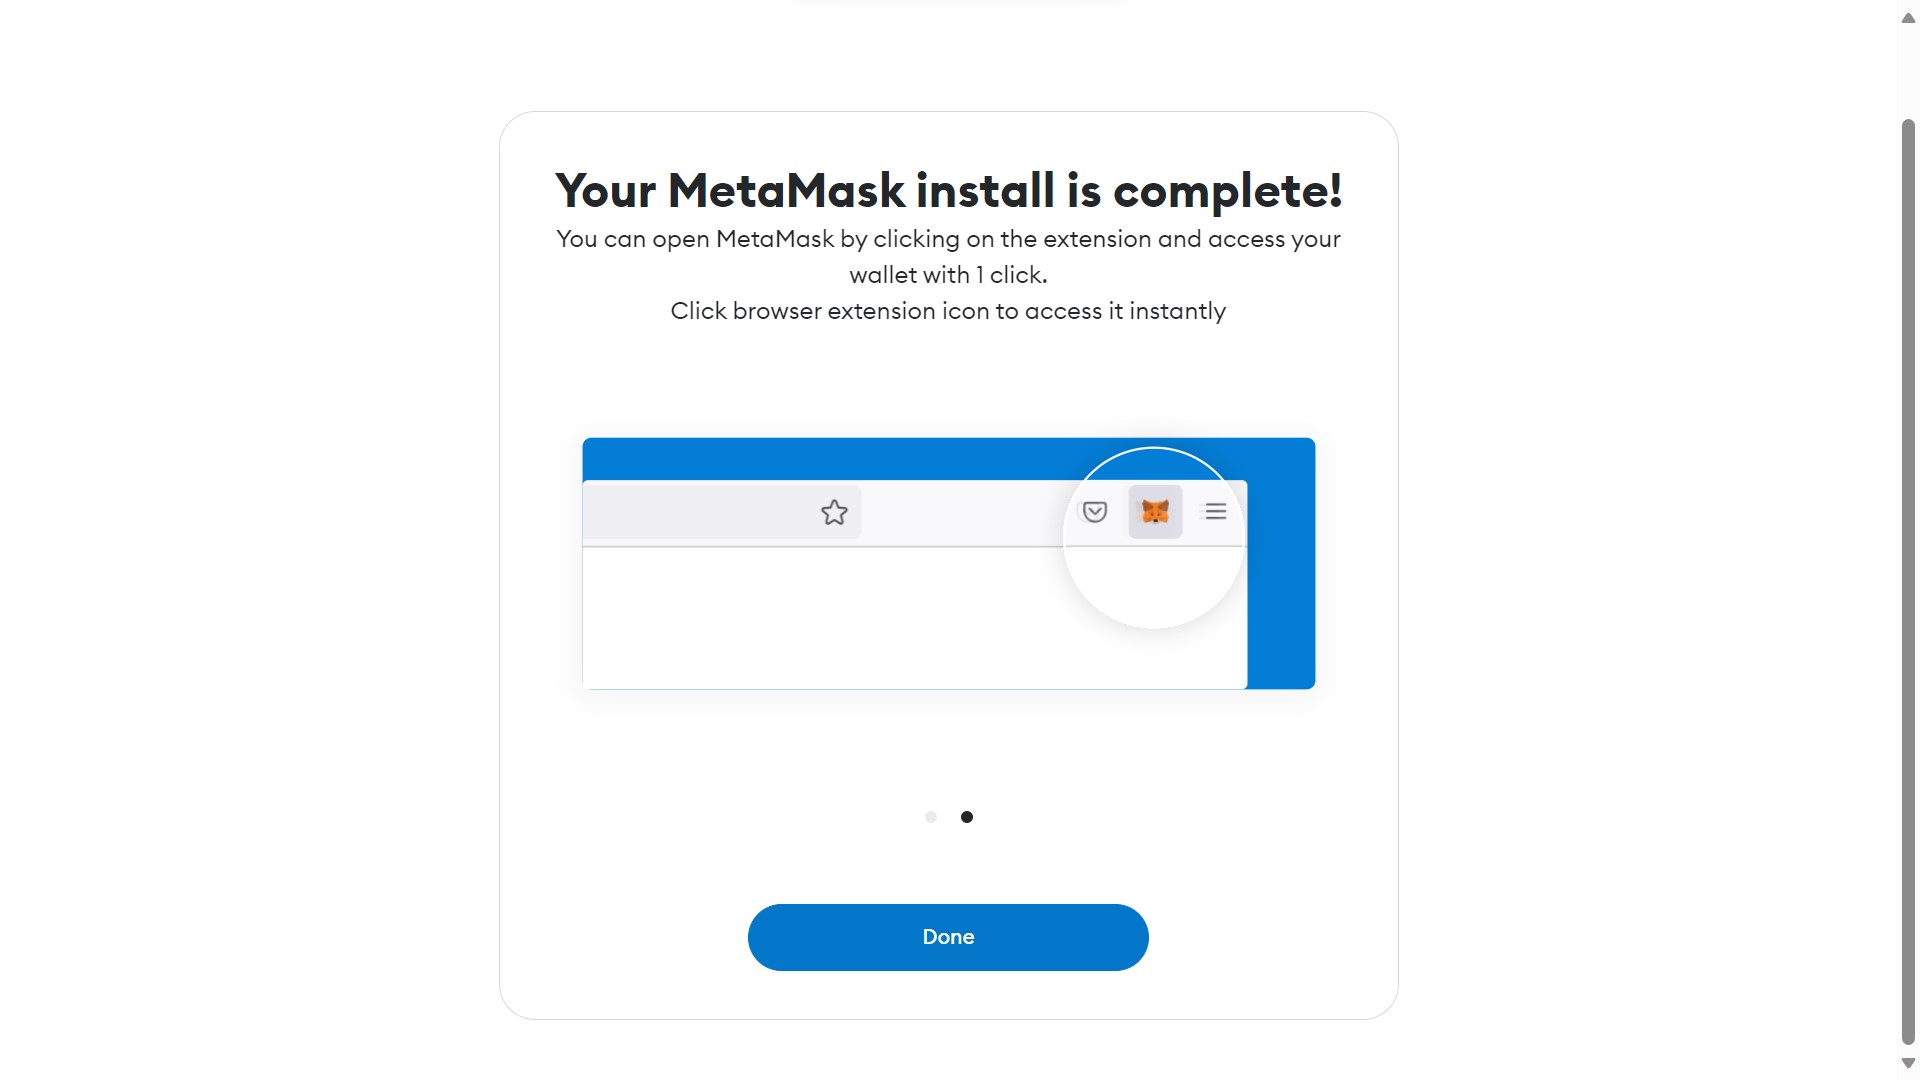 Your MetaMask install is complete!
You can open MetaMask by clicking on the extension and access your
wallet with 1 click.
Click browser extension icon to access it instantly
Done